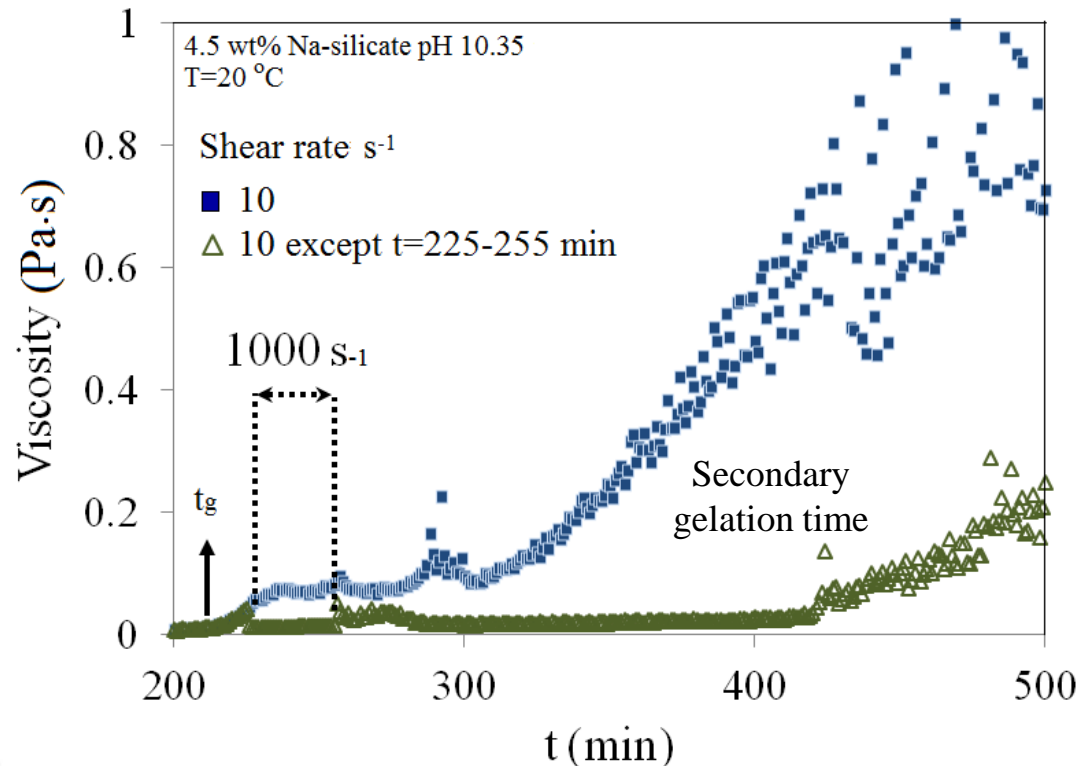 1
4.5 wt% Na-silicate pH 10.35
T=20 °C
0.8
Shear rate s-1
10
10 except t=225-255 min
0.6
1000 s-1
0.4
Secondary
gelation time
tg
0.2
0
Viscosity (Pa·s)
200 300 400 500
t (min)